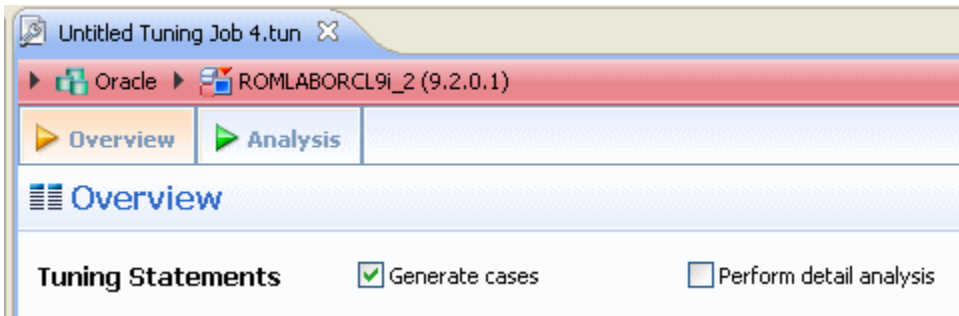 Untitled Tuning Job 4.tun
Oracle ROMLABORCL9i_2 (9.2.0.1)
Overview Analysis
Overview
Tuning Statements Generate cases Perform detail analysis